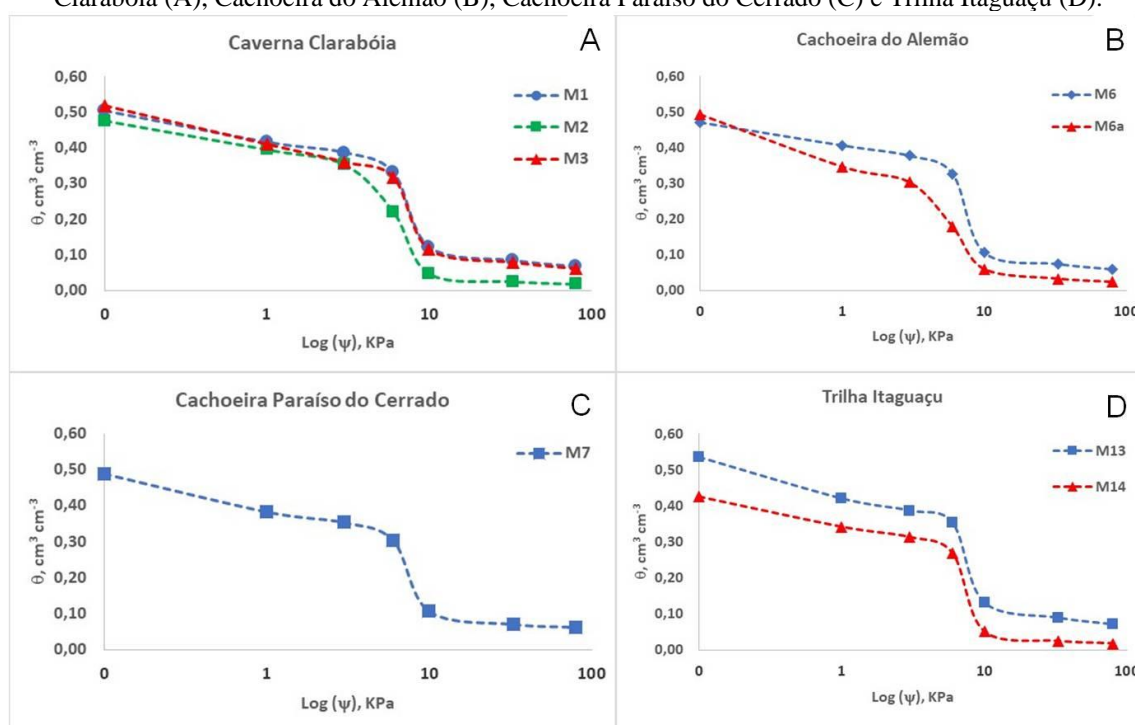 Clarabóia (A), Cachoeira do Alemão (B), Cachoeira Paraíso do Cerrado (C) e Trilha Itaguaçu (D).
Caverna Clarabóia
A
0,60
0,50
0,40
0,30
0,20
0,10
0,00
θ, cm³ cm⁻³
0 1 10 100
Log (ψ), KPa
M1
M2
M3
Cachoeira do Alemão
B
0,60
0,50
0,40
0,30
0,20
0,10
0,00
θ, cm³ cm⁻³
0 1 10 100
Log (ψ), KPa
M6
M6a
Cachoeira Paraíso do Cerrado
C
0,60
0,50
0,40
0,30
0,20
0,10
0,00
θ, cm³ cm⁻³
0 1 10 100
Log (ψ), KPa
M7
Trilha Itaguaçu
D
0,60
0,50
0,40
0,30
0,20
0,10
0,00
θ, cm³ cm⁻³
0 1 10 100
Log (ψ), KPa
M13
M14